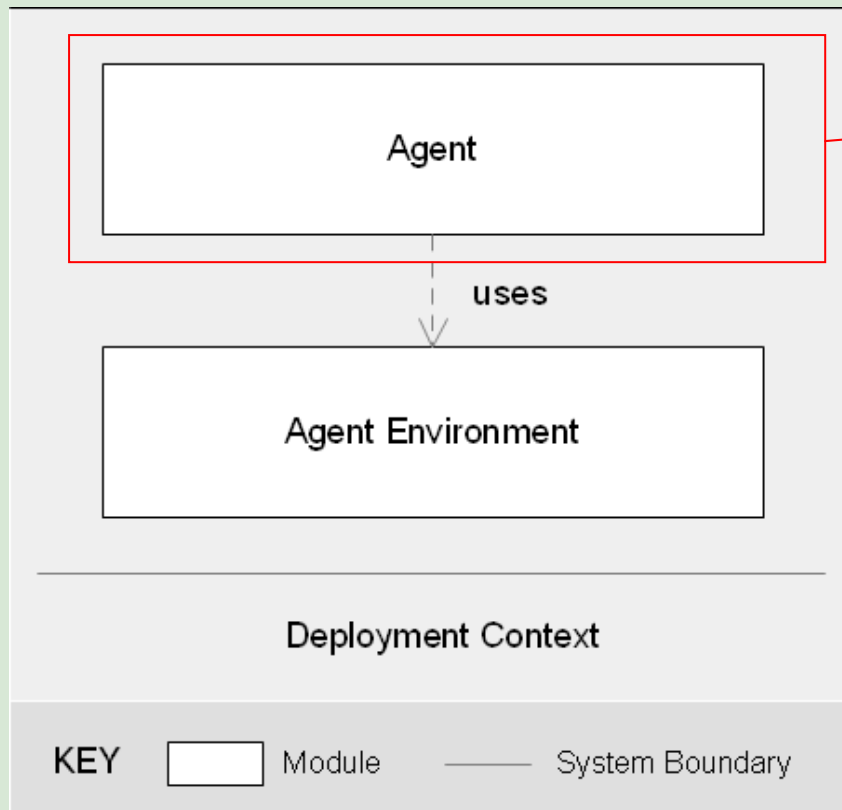 Agent
uses
Agent Environment
Deployment Context
KEY Module System Boundary